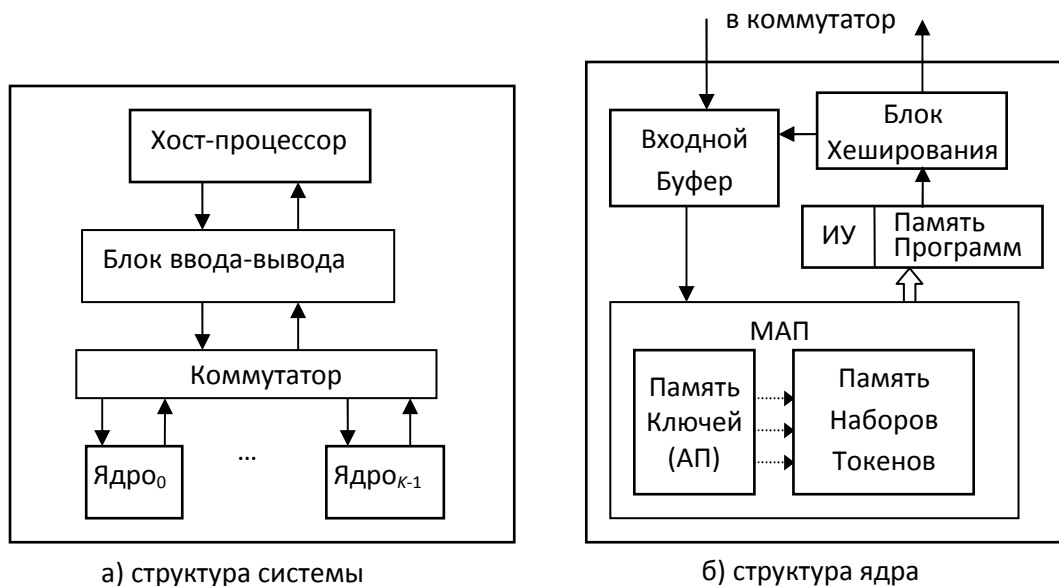 Хост-процессор
Блок ввода-вывода
Коммутатор
Ядро0
...
ЯдроK-1
а) структура системы
в коммутатор
Входной
Буфер
Блок
Хеширования
ИУ
Память
Программ
МАП
Память
Ключей
(АП)
Память
Наборов
Токенов
б) структура ядра